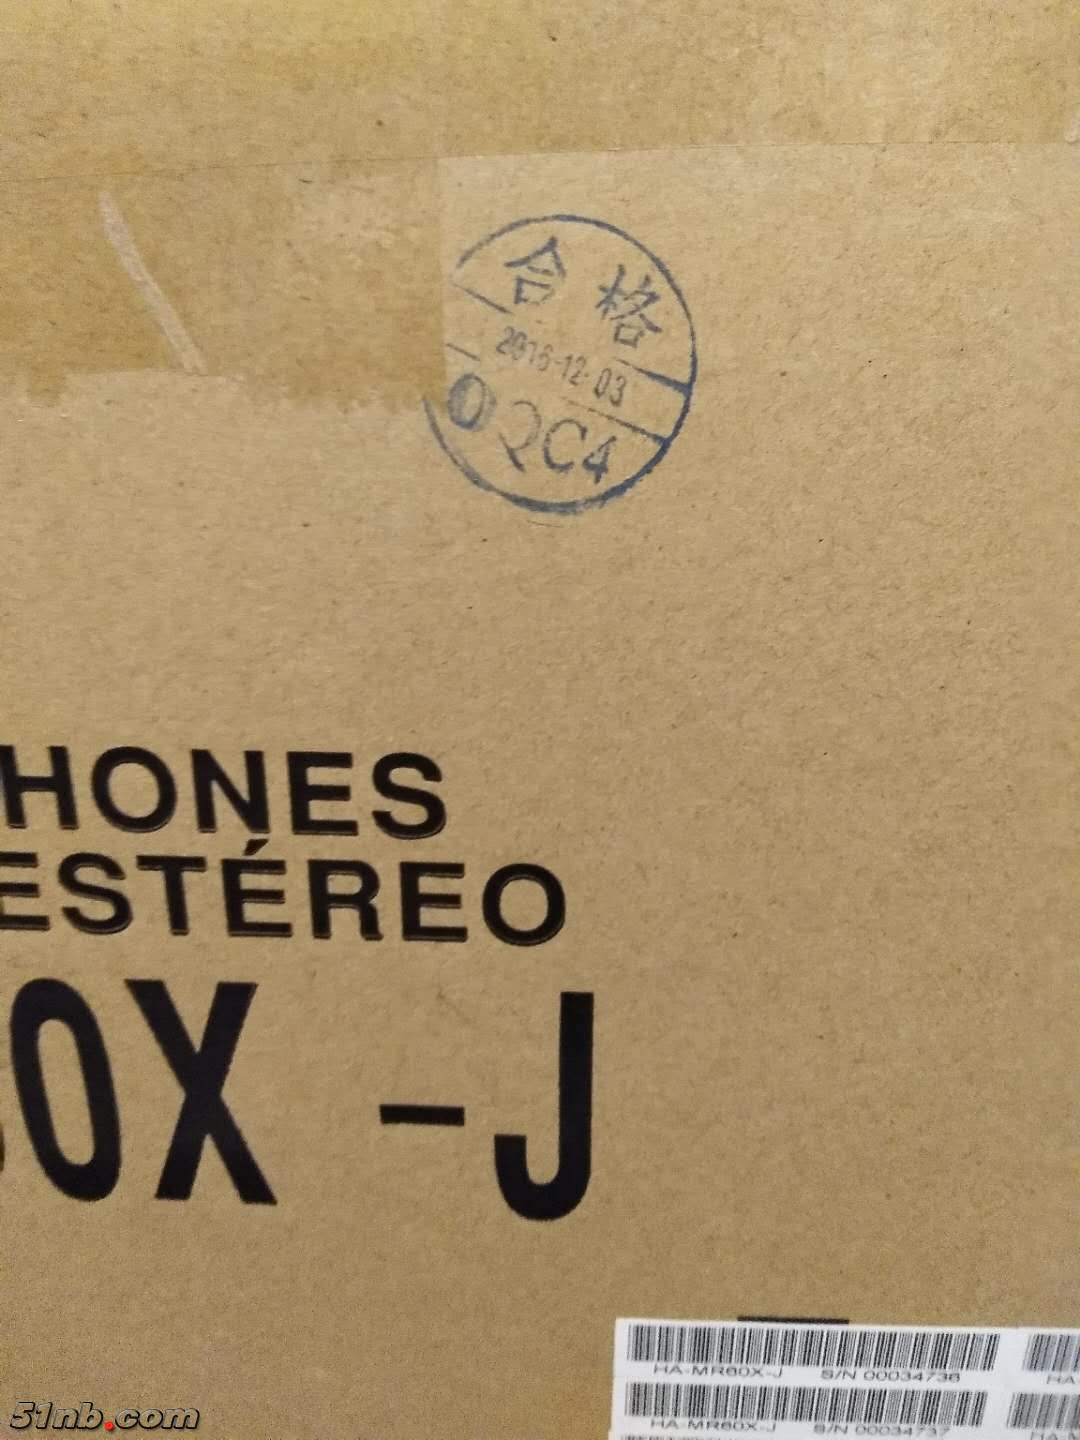 合格
2016-12-03
QC4
HONES
ESTÉREO
0X -J
HA-MR60X-J S/N 00034736
HA-MR60X-J S/N 00034737
51nb.com